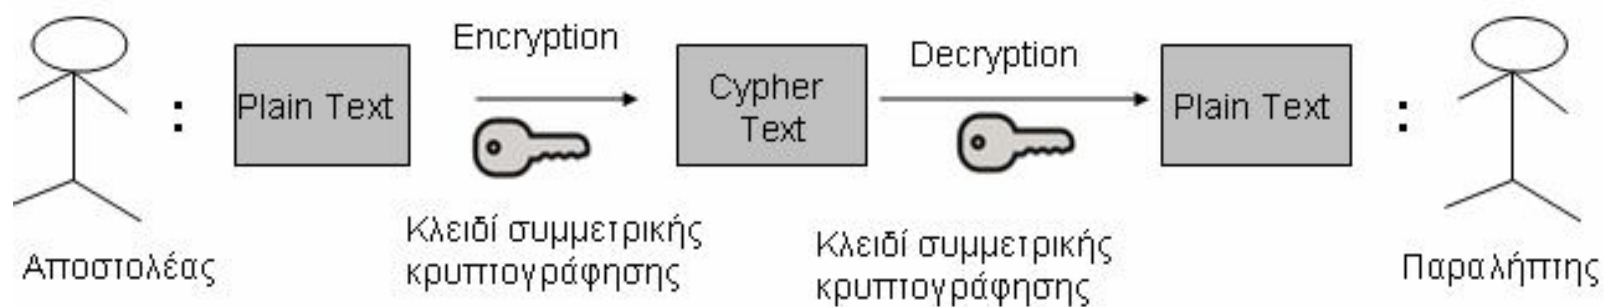 Encryption
Decryption
Plain Text
:
Cypher
Text
Plain Text
:
Κλειδί συμμετρικής
κρυπτογράφησης
Κλειδί συμμετρικής
κρυπτογράφησης
Αποστολέας
Παραλήπτης